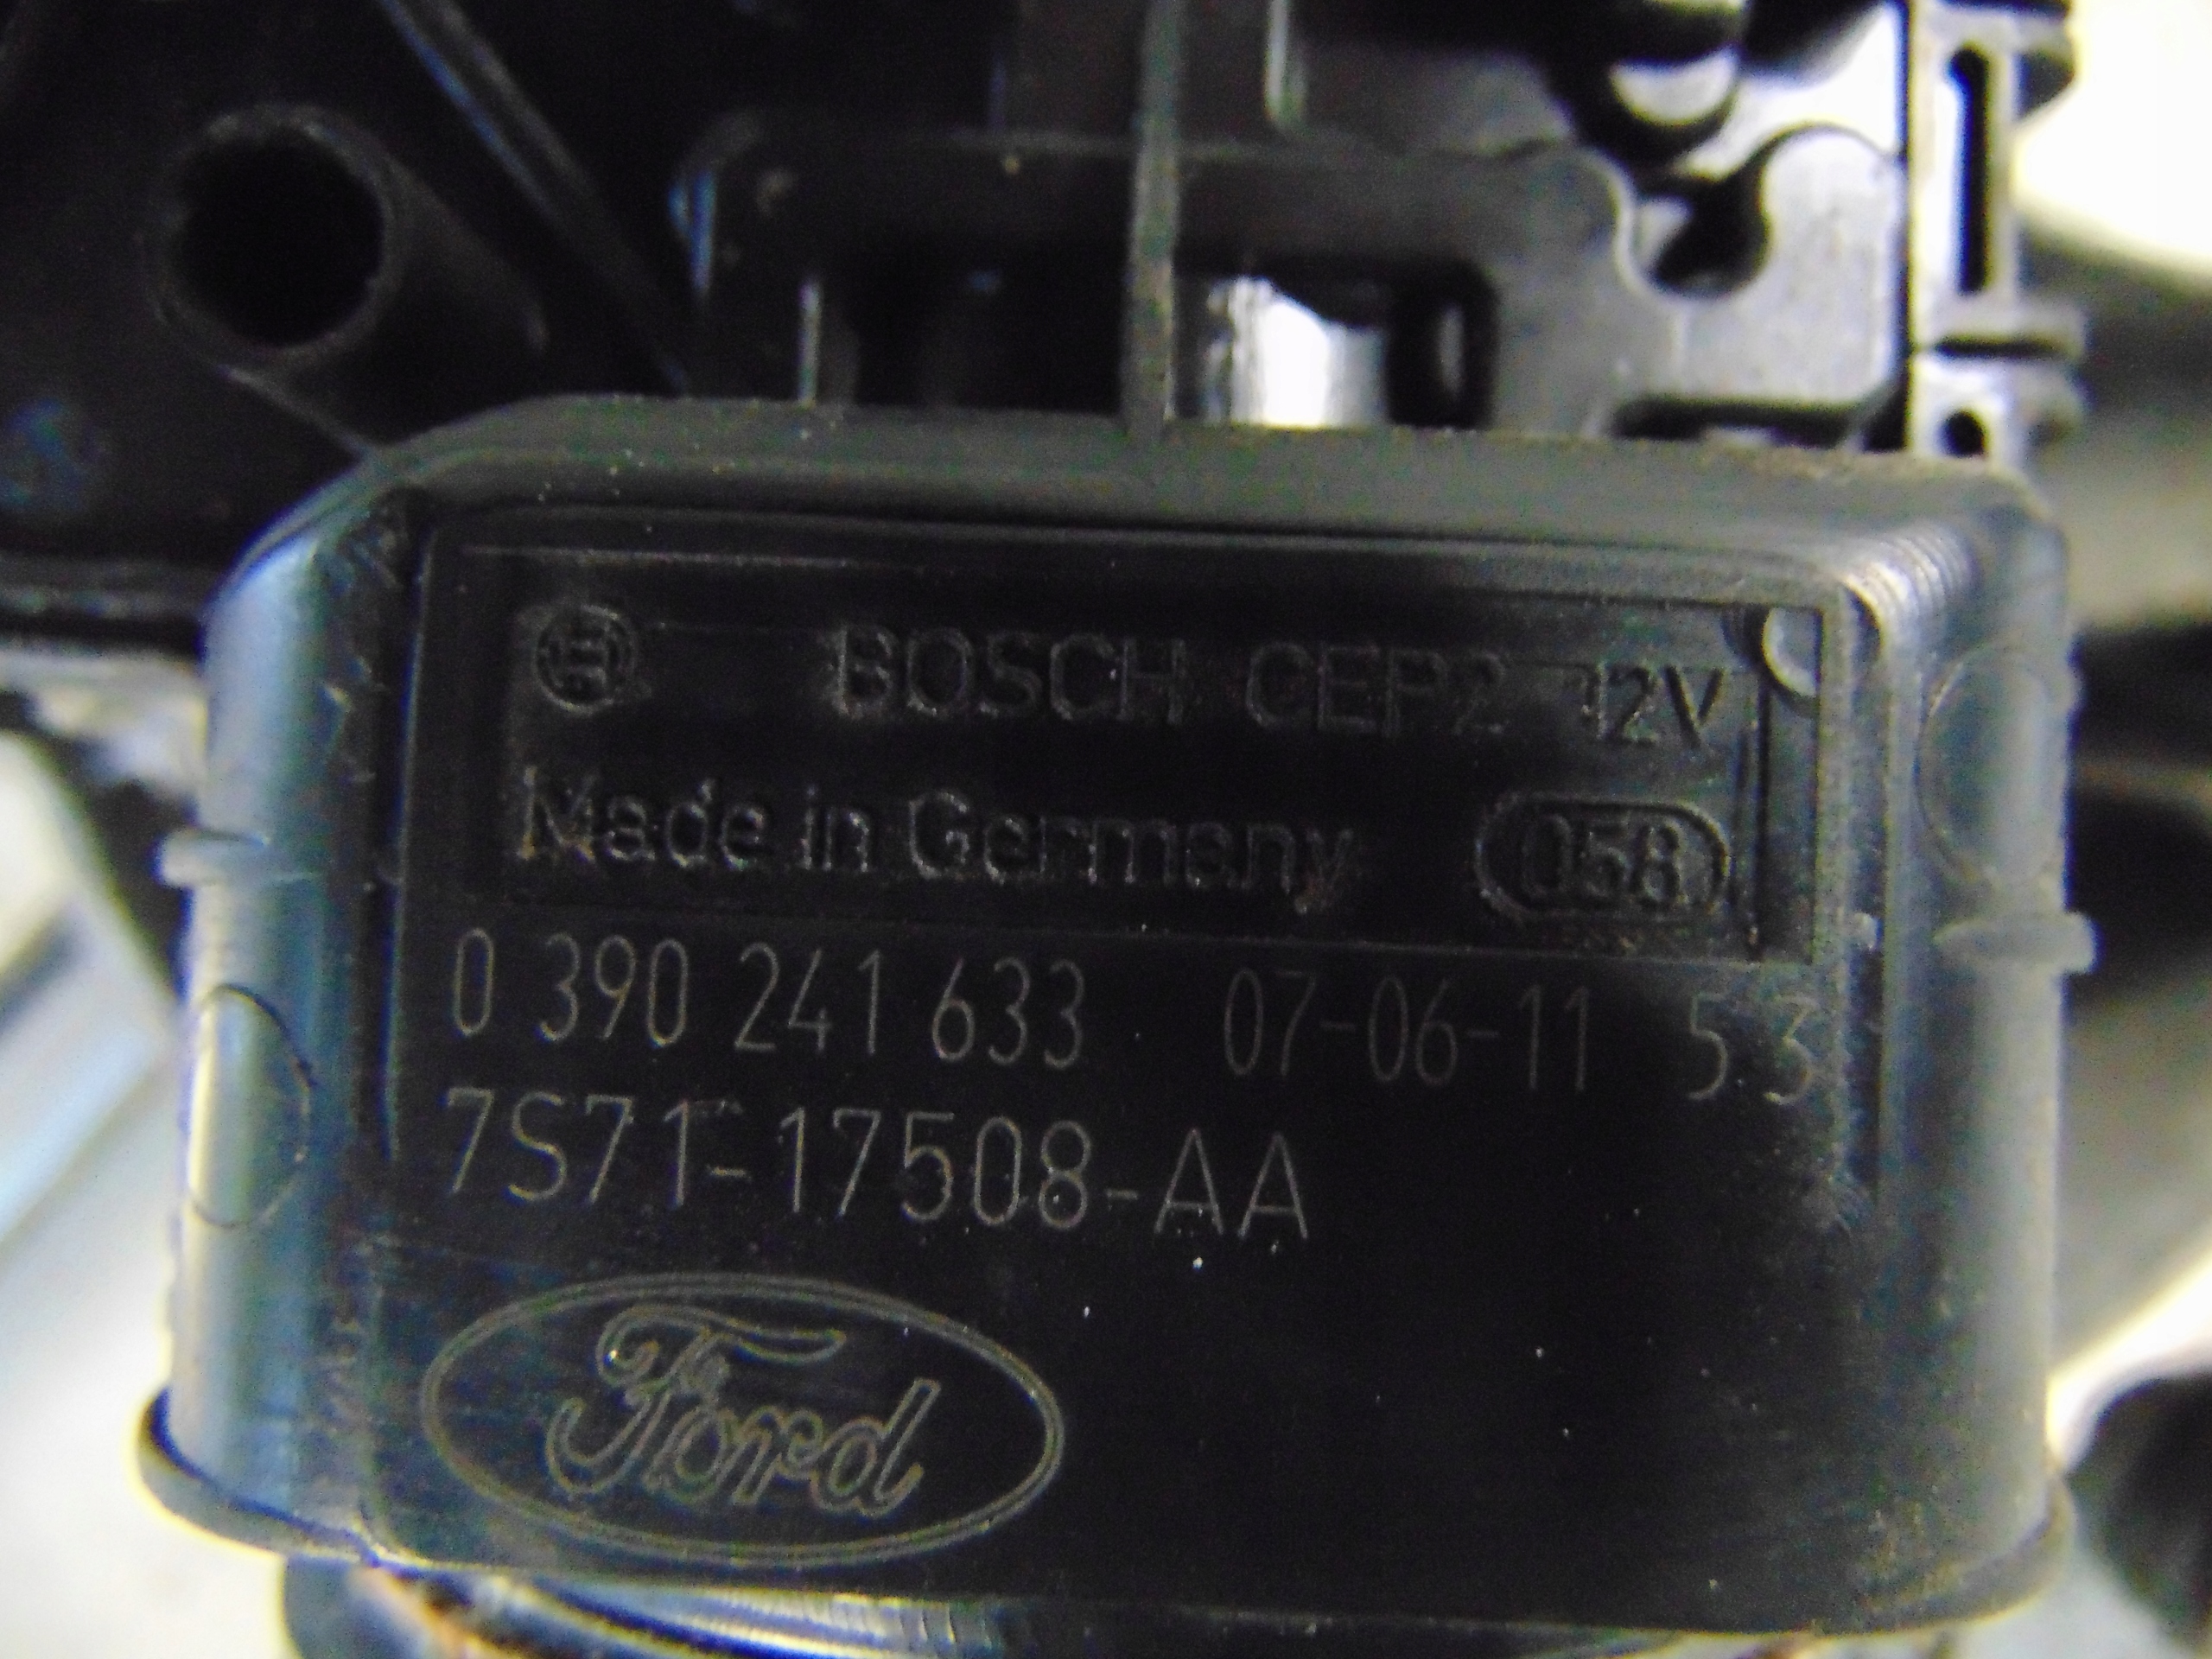 BOSCH CEP2 12V
Made in Germany 058
0 390 241 633 07-06-11 53
7S71-17508-AA
Ford